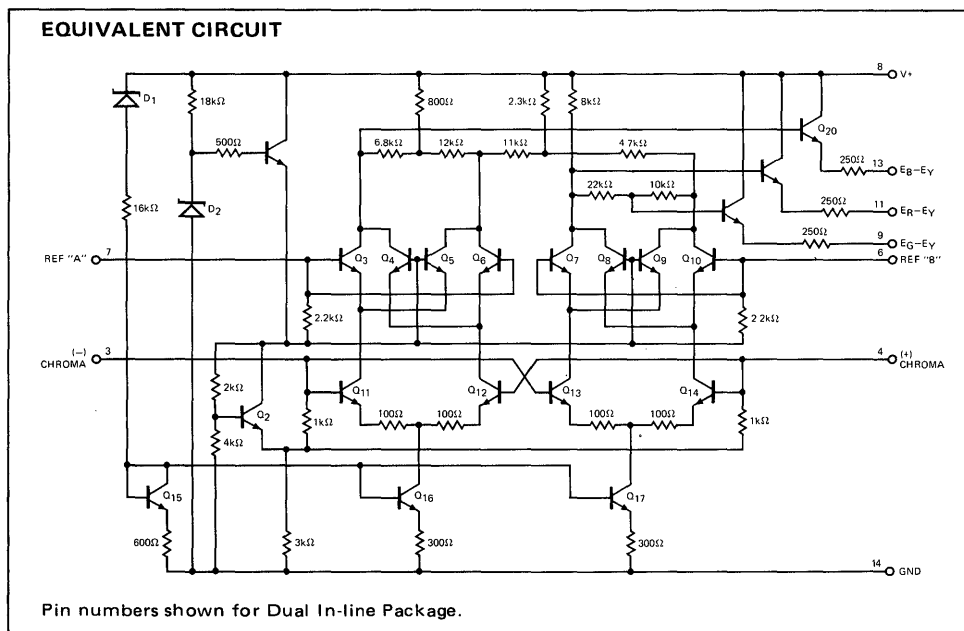 EQUIVALENT CIRCUIT
8 V+
D1
18kΩ
800Ω
2.3kΩ
8kΩ
500Ω
Q20
6.8kΩ
12kΩ
11kΩ
4.7kΩ
250Ω
13 EB–EY
16kΩ
D2
22kΩ
10kΩ
250Ω
11 ER–EY
250Ω
9 EG–EY
REF "A" 7
Q3
Q4
Q5
Q6
Q7
Q8
Q9
Q10
6 REF "B"
2.2kΩ
2.2kΩ
(–) CHROMA 3
4 (+) CHROMA
2kΩ
Q11
Q12
Q13
Q14
Q2
1kΩ
100Ω
100Ω
100Ω
100Ω
1kΩ
4kΩ
Q15
Q16
Q17
600Ω
3kΩ
300Ω
300Ω
14 GND
Pin numbers shown for Dual In-line Package.